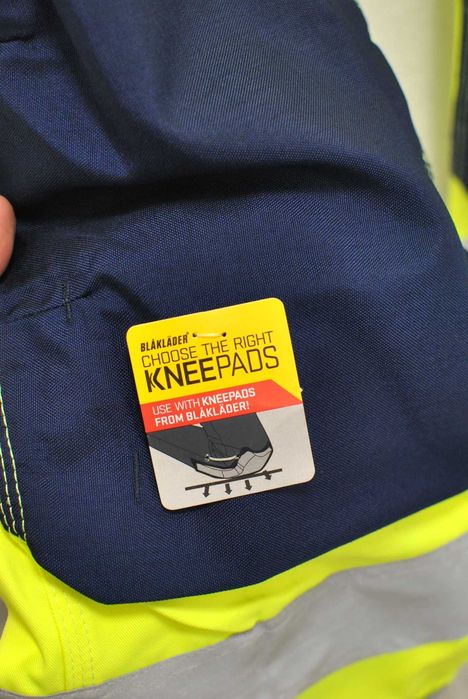 BLÅKLÄDER®
CHOOSE THE RIGHT
KNEEPADS
USE WITH KNEEPADS
FROM BLÅKLÄDER!